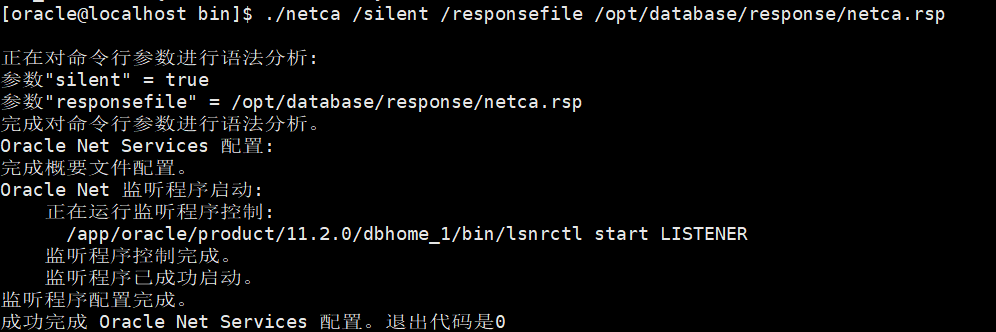 [oracle@localhost bin]$ ./netca /silent /responsefile /opt/database/response/netca.rsp
正在对命令行参数进行语法分析:
参数"silent" = true
参数"responsefile" = /opt/database/response/netca.rsp
完成对命令行参数进行语法分析。
Oracle Net Services 配置:
完成概要文件配置。
Oracle Net 监听程序启动:
正在运行监听程序控制:
/app/oracle/product/11.2.0/dbhome_1/bin/lsnrctl start LISTENER
监听程序控制完成。
监听程序已成功启动。
监听程序配置完成。
成功完成 Oracle Net Services 配置。退出代码是0